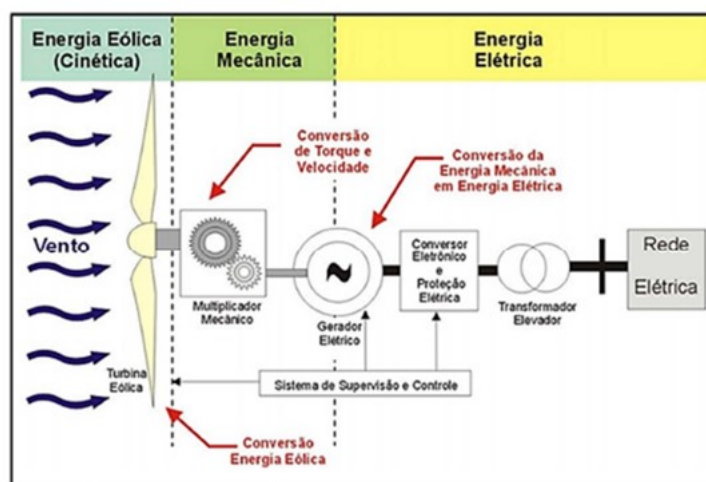 Energia Eólica
(Cinética)
Energia
Mecânica
Energia
Elétrica
Conversão
de Torque e
Velocidade
Conversão da
Energia Mecânica
em Energia Elétrica
Vento
Multiplicador
Mecânico
Gerador
Elétrico
Conversor
Eletrônico
e
Proteção
Elétrica
Transformador
Elevador
Rede
Elétrica
Turbina
Eólica
Sistema de Supervisão e Controle
Conversão
Energia Eólica